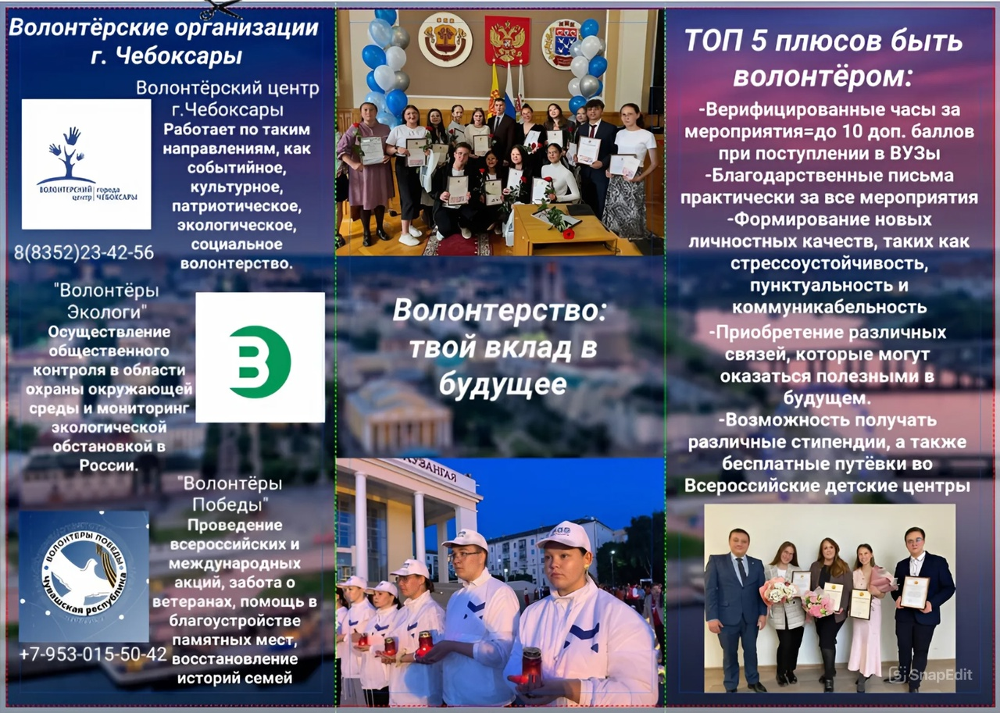 Волонтёрские организации
г. Чебоксары
Волонтёрский центр
г.Чебоксары
Работает по таким
направлениям, как
событийное,
культурное,
патриотическое,
экологическое,
социальное
волонтерство.
ВОЛОНТЕРСКИЙ города
центр ЧЕБОКСАРЫ
8(8352)23-42-56
"Волонтёры
Экологи"
Осуществление
общественного
контроля в области
охраны окружающей
среды и мониторинг
экологической
обстановкой в
России.
В
"Волонтёры
Победы"
Проведение
всероссийских и
международных
акций, забота о
ветеранах, помощь в
благоустройстве
памятных мест,
восстановление
историй семей
ВОЛОНТЕРЫ ПОБЕДЫ
Чувашская республика
+7-953-015-50-42
Волонтерство:
твой вклад в
будущее
КУЗАНГАЯ
ТОП 5 плюсов быть
волонтёром:
-Верифицированные часы за
мероприятия=до 10 доп. баллов
при поступлении в ВУЗы
-Благодарственные письма
практически за все мероприятия
-Формирование новых
личностных качеств, таких как
стрессоустойчивость,
пунктуальность и
коммуникабельность
-Приобретение различных
связей, которые могут
оказаться полезными в
будущем.
-Возможность получать
различные стипендии, а также
бесплатные путёвки во
Всероссийские детские центры
SnapEdit